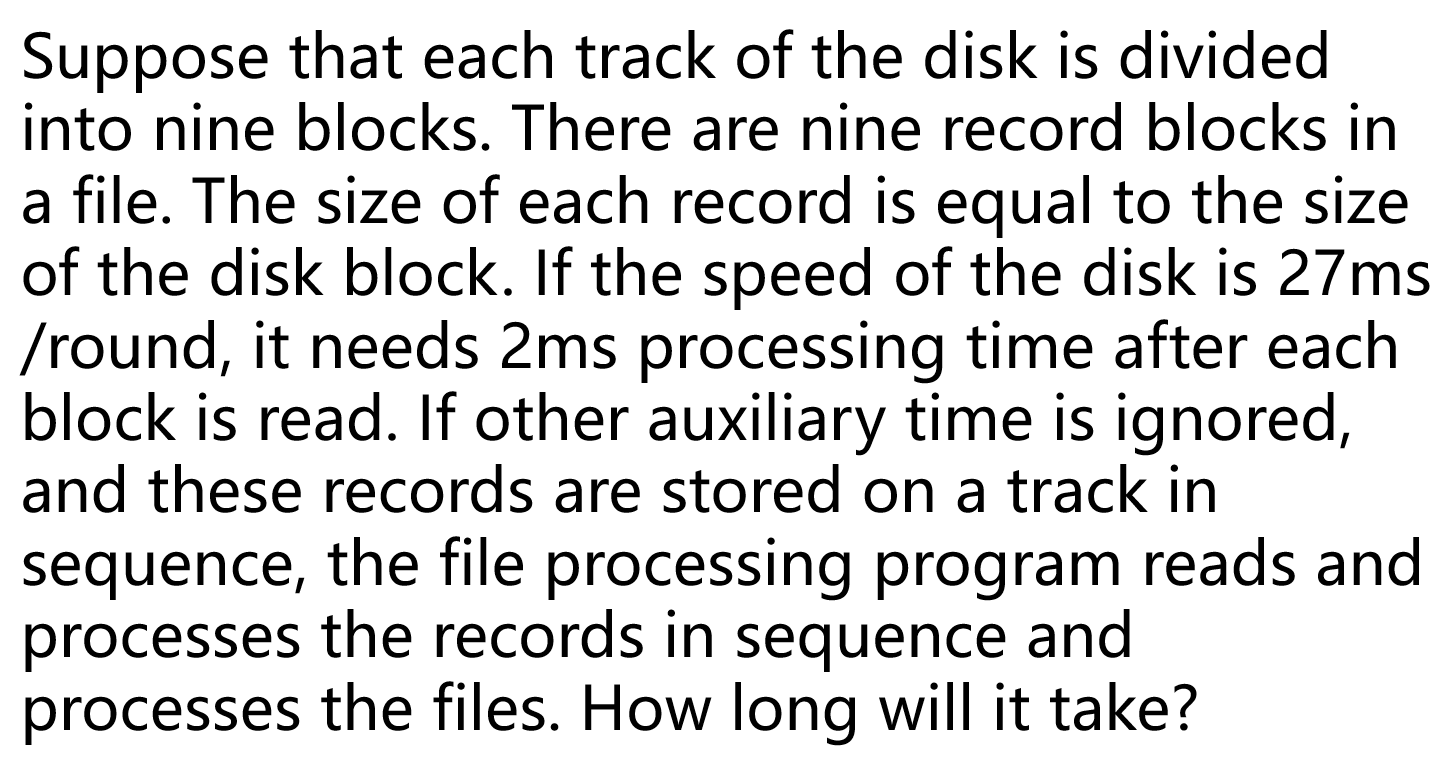 Suppose that each track of the disk is divided
into nine blocks. There are nine record blocks in
a file. The size of each record is equal to the size
of the disk block. If the speed of the disk is 27ms
/round, it needs 2ms processing time after each
block is read. If other auxiliary time is ignored,
and these records are stored on a track in
sequence, the file processing program reads and
processes the records in sequence and
processes the files. How long will it take?